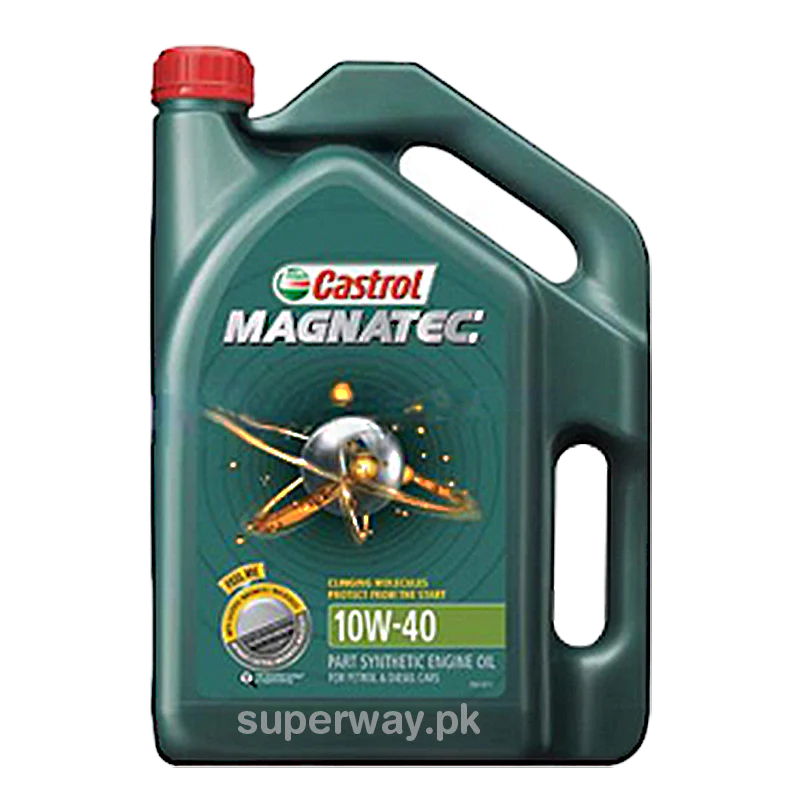 Castrol
MAGNATEC
CLINGING MOLECULES
PROTECT FROM THE START
10W-40
PART SYNTHETIC ENGINE OIL
FOR PETROL & DIESEL CARS
superway.pk